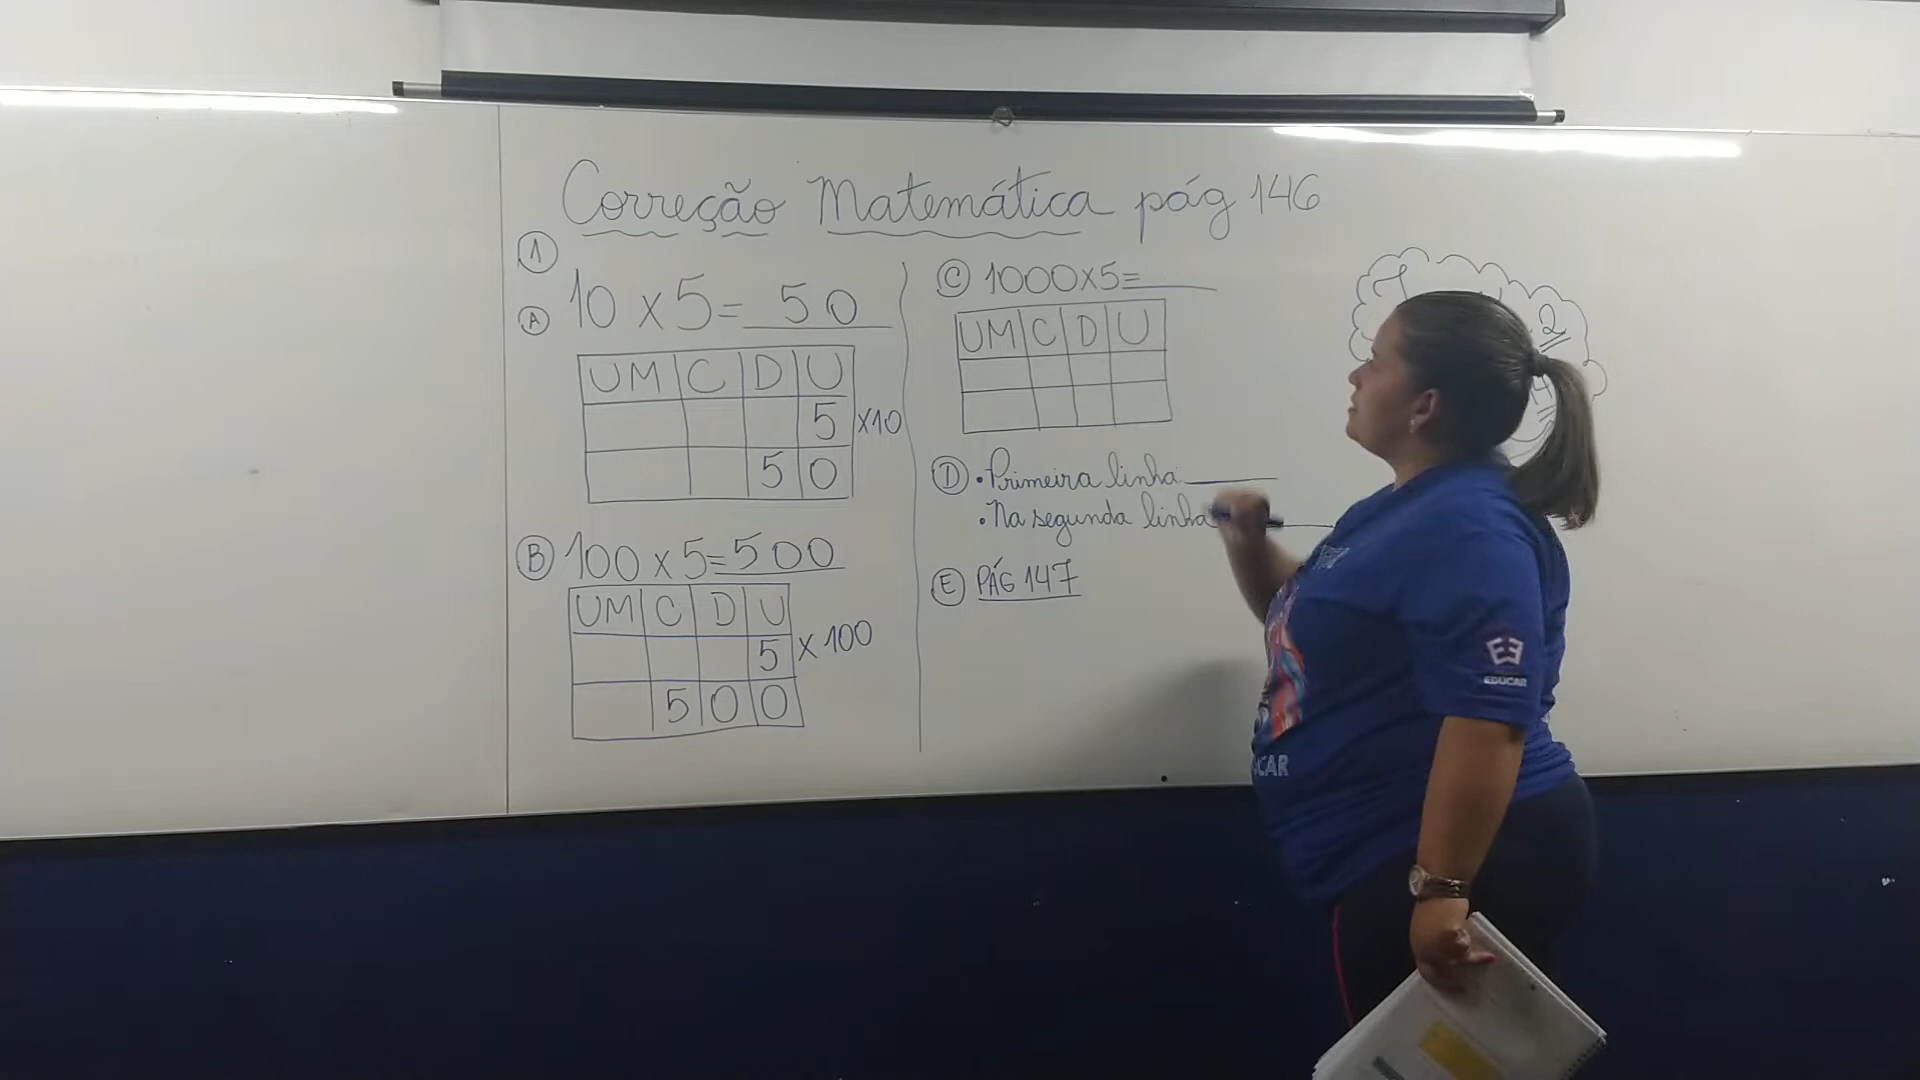 Correção Matemática pág 146
1
A 10 x 5 = 50
UM C D U
5 x10
5 0
B 100 x 5 = 500
UM C D U
5 x 100
5 0 0
C 1000x5=
UM C D U
D • Primeira linha
• Na segunda linha
E PÁG 147
2
EDUCAR